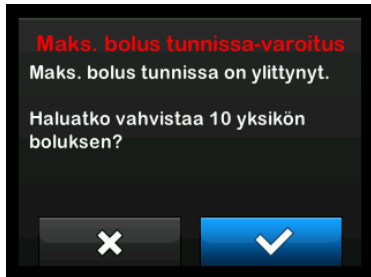 Maks. bolus tunnissa-varoitus
Maks. bolus tunnissa on ylittynyt.
Haluatko vahvistaa 10 yksikön
boluksen?